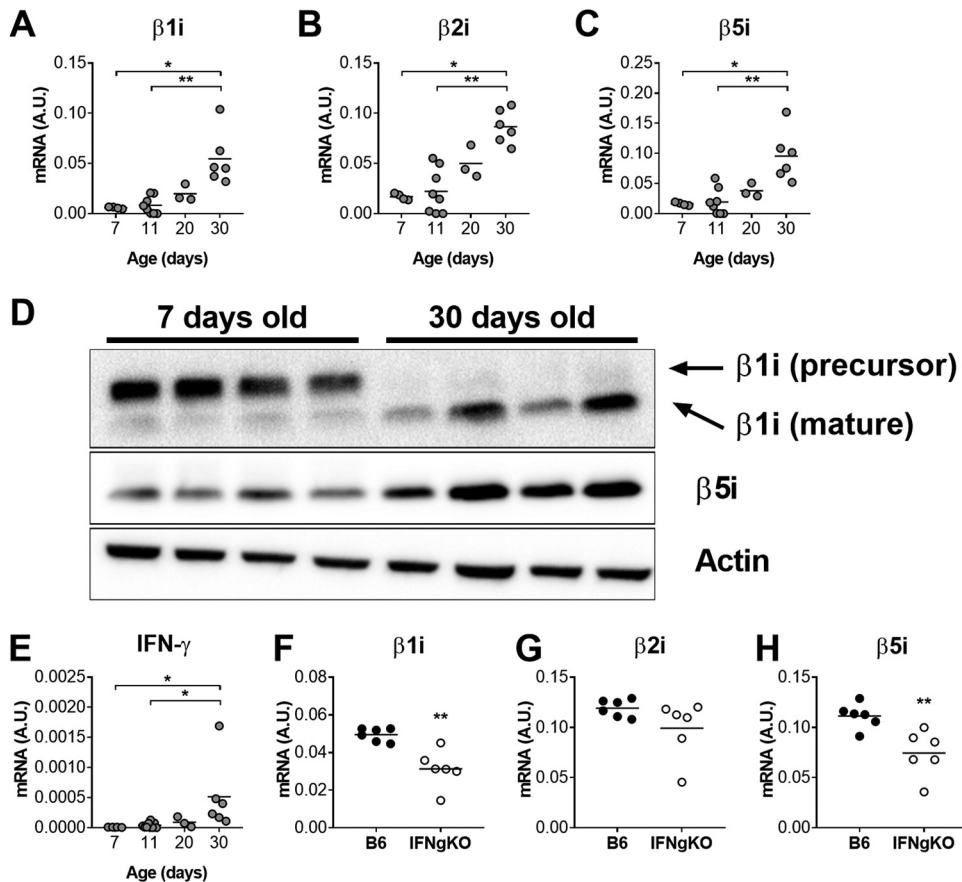 A β1i
mRNA (A.U.)
0.15
0.10
0.05
0.00
*
**
7 11 20 30
Age (days)
B β2i
mRNA (A.U.)
0.15
0.10
0.05
0.00
*
**
7 11 20 30
Age (days)
C β5i
mRNA (A.U.)
0.25
0.20
0.15
0.10
0.05
0.00
*
**
7 11 20 30
Age (days)
D 7 days old 30 days old
β1i (precursor)
β1i (mature)
β5i
Actin
E IFN-γ
mRNA (A.U.)
0.0025
0.0020
0.0015
0.0010
0.0005
0.0000
*
*
7 11 20 30
Age (days)
F β1i
mRNA (A.U.)
0.08
0.06
0.04
0.02
0.00
**
B6 IFNgKO
G β2i
mRNA (A.U.)
0.15
0.10
0.05
0.00
B6 IFNgKO
H β5i
mRNA (A.U.)
0.15
0.10
0.05
0.00
**
B6 IFNgKO